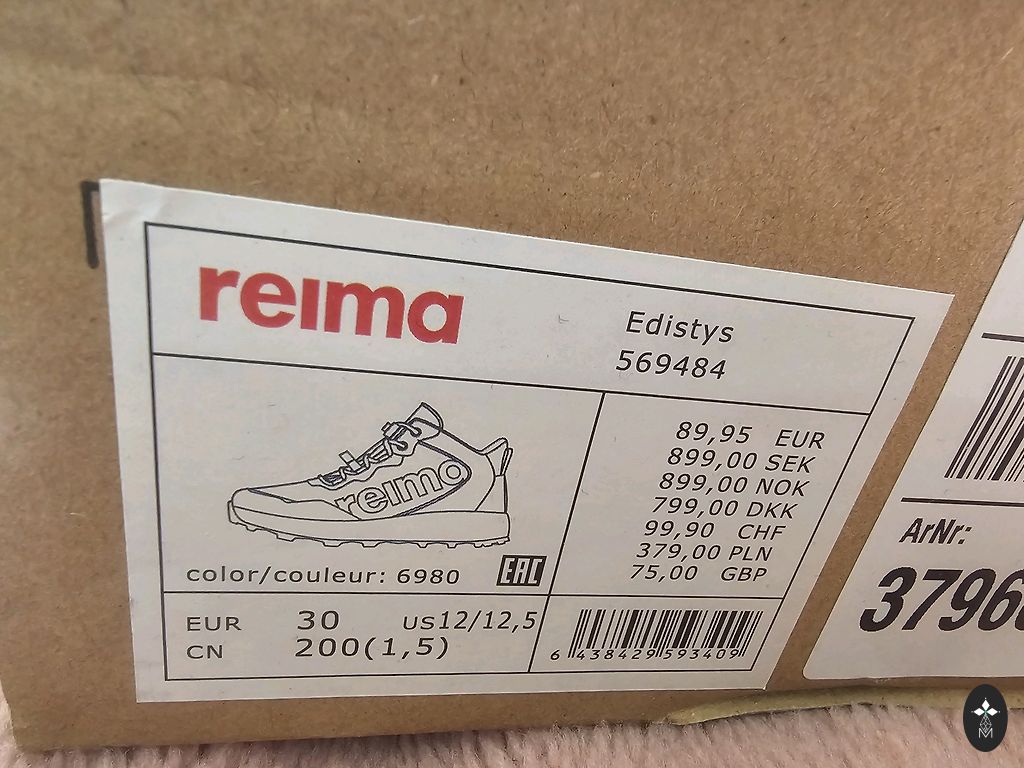 reima
Edistys
569484
reima
color/couleur: 6980
EAC
89,95 EUR
899,00 SEK
899,00 NOK
799,00 DKK
99,90 CHF
379,00 PLN
75,00 GBP
EUR 30 US 12/12,5
CN 200(1,5)
6 438429 593409
ArNr:
3796
M